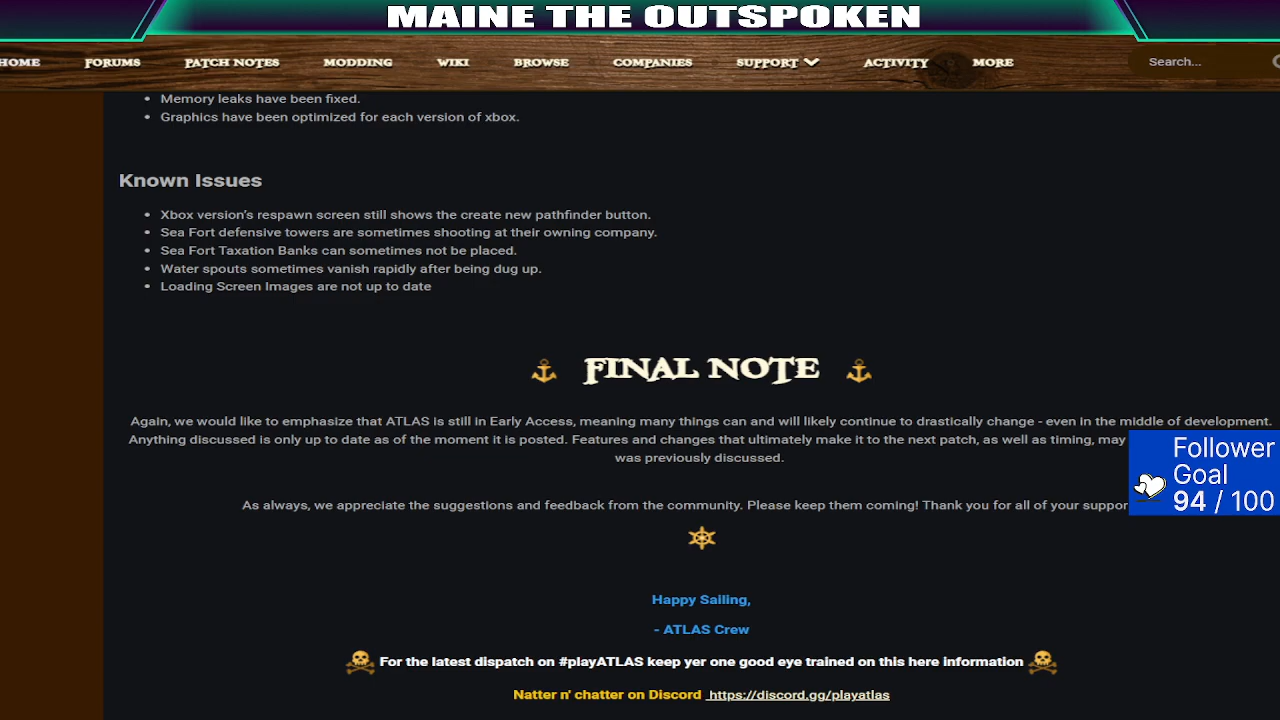 MAINE THE OUTSPOKEN
HOME FORUMS PATCH NOTES MODDING WIKI BROWSE COMPANIES SUPPORT ACTIVITY MORE Search...
• Memory leaks have been fixed.
• Graphics have been optimized for each version of xbox.
Known Issues
• Xbox version's respawn screen still shows the create new pathfinder button.
• Sea Fort defensive towers are sometimes shooting at their owning company.
• Sea Fort Taxation Banks can sometimes not be placed.
• Water spouts sometimes vanish rapidly after being dug up.
• Loading Screen Images are not up to date
FINAL NOTE
Again, we would like to emphasize that ATLAS is still in Early Access, meaning many things can and will likely continue to drastically change - even in the middle of development.
Anything discussed is only up to date as of the moment it is posted. Features and changes that ultimately make it to the next patch, as well as timing, may
was previously discussed.
Follower
Goal
94 / 100
As always, we appreciate the suggestions and feedback from the community. Please keep them coming! Thank you for all of your suppor
Happy Sailing,
- ATLAS Crew
For the latest dispatch on #playATLAS keep yer one good eye trained on this here information
Natter n' chatter on Discord https://discord.gg/playatlas